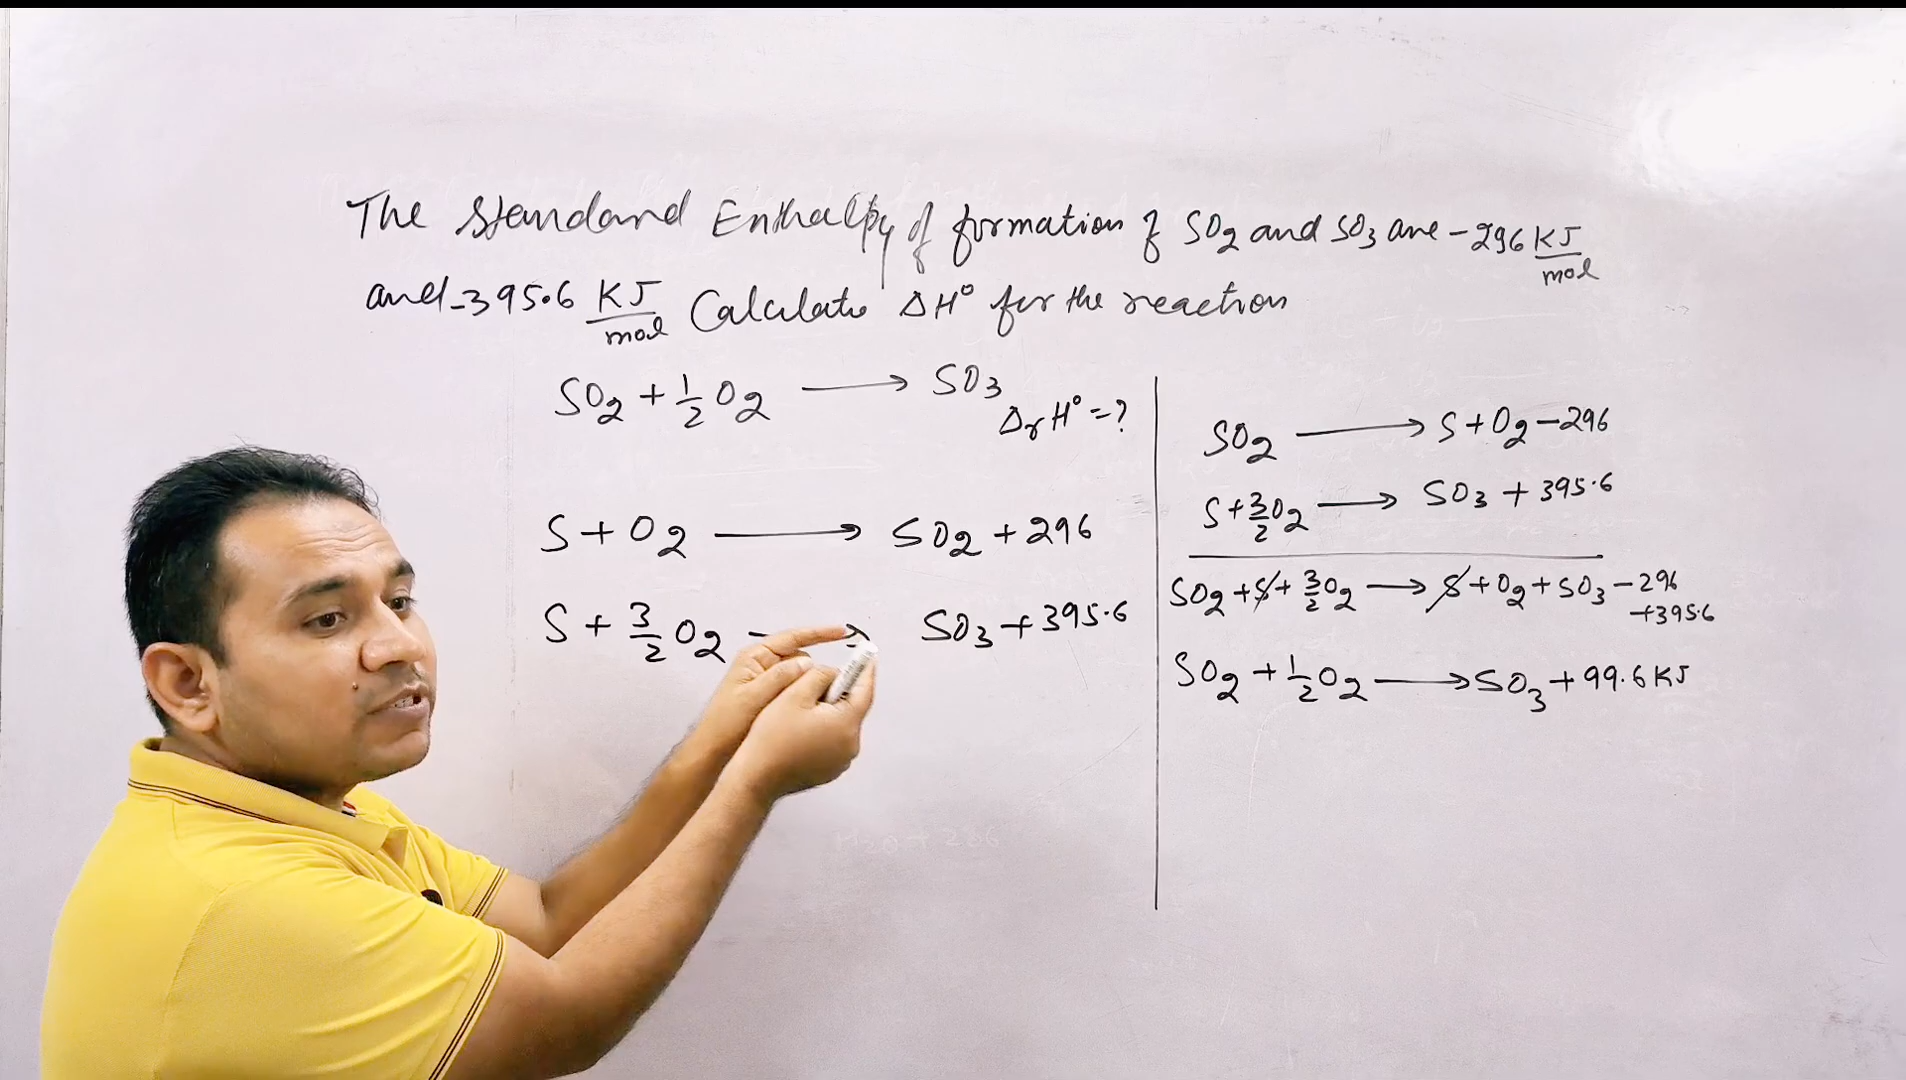 The Standard Enthalpy of formation of SO₂ and SO₃ are -296 KJ/mol
and -395.6 KJ/mol Calculate ΔH° for the reaction
SO₂ + 1/2 O₂ ⟶ SO₃
ΔrH° = ?
S + O₂ ⟶ SO₂ + 296
S + 3/2 O₂ ⟶ SO₃ + 395.6
SO₂ ⟶ S + O₂ - 296
S + 3/2 O₂ ⟶ SO₃ + 395.6
SO₂ + S + 3/2 O₂ ⟶ S + O₂ + SO₃ - 296
+395.6
SO₂ + 1/2 O₂ ⟶ SO₃ + 99.6 KJ